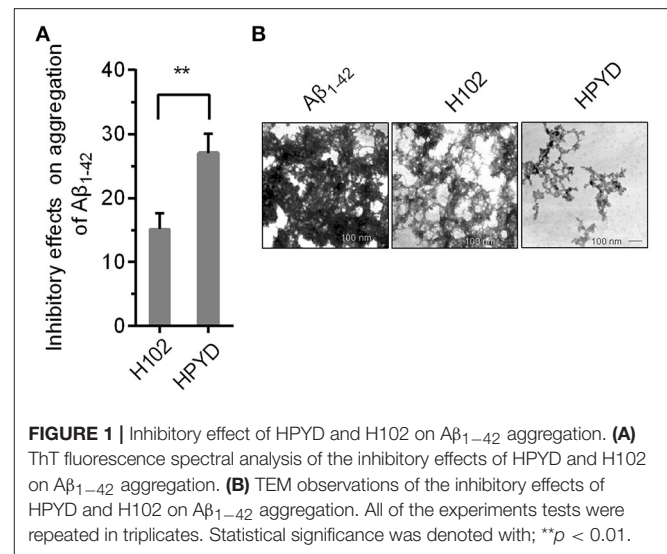 A
B
**
Inhibitory effects on aggregation
of Aβ1-42
40
30
20
10
0
H102
HPYD
Aβ1-42
H102
HPYD
100 nm
100 nm
100 nm
FIGURE 1 | Inhibitory effect of HPYD and H102 on Aβ1−42 aggregation. (A)
ThT fluorescence spectral analysis of the inhibitory effects of HPYD and H102
on Aβ1−42 aggregation. (B) TEM observations of the inhibitory effects of
HPYD and H102 on Aβ1−42 aggregation. All of the experiments tests were
repeated in triplicates. Statistical significance was denoted with; **p < 0.01.